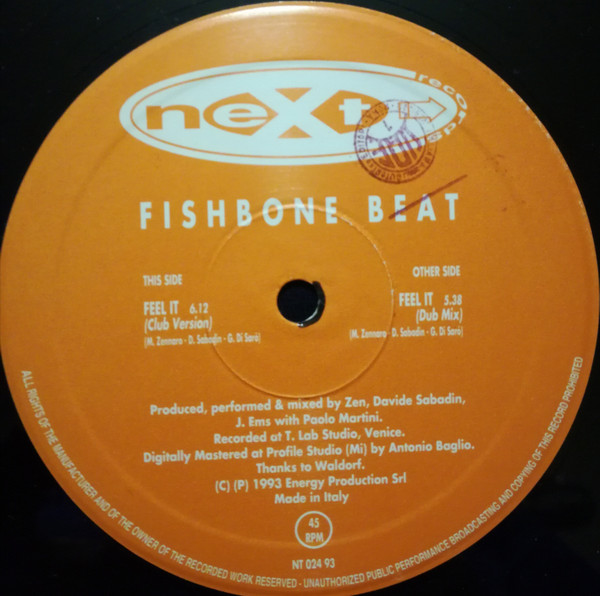 next
records
FISHBONE BEAT
THIS SIDE
FEEL IT 6.12
(Club Version)
(M. Zennaro - D. Sabadin - G. Di Sarò)
OTHER SIDE
FEEL IT 5.38
(Dub Mix)
(M. Zennaro - D. Sabadin - G. Di Sarò)
Produced, performed & mixed by Zen, Davide Sabadin,
J. Ems with Paolo Martini.
Recorded at T. Lab Studio, Venice.
Digitally Mastered at Profile Studio (Mi) by Antonio Baglio.
Thanks to Waldorf.
(C) (P) 1993 Energy Production Srl
Made in Italy
45
RPM
NT 024 93
ALL RIGHTS OF THE MANUFACTURER AND OF THE OWNER OF THE RECORDED WORK RESERVED - UNAUTHORIZED PUBLIC PERFORMANCE BROADCASTING AND COPYING OF THIS RECORD PROHIBITED